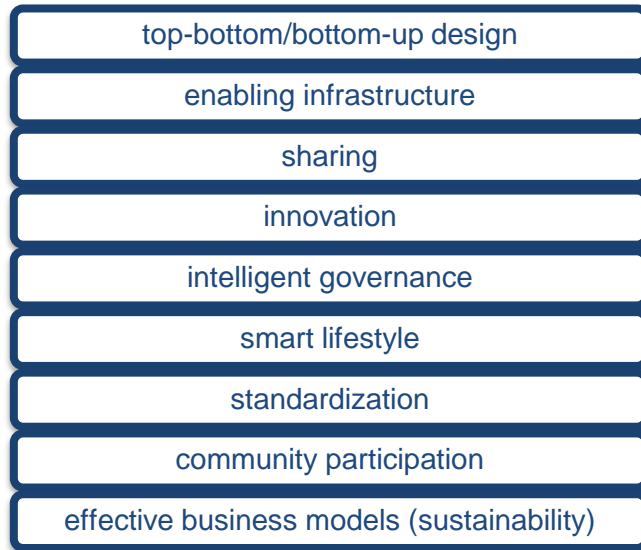 top-bottom/bottom-up design
enabling infrastructure
sharing
innovation
intelligent governance
smart lifestyle
standardization
community participation
effective business models (sustainability)